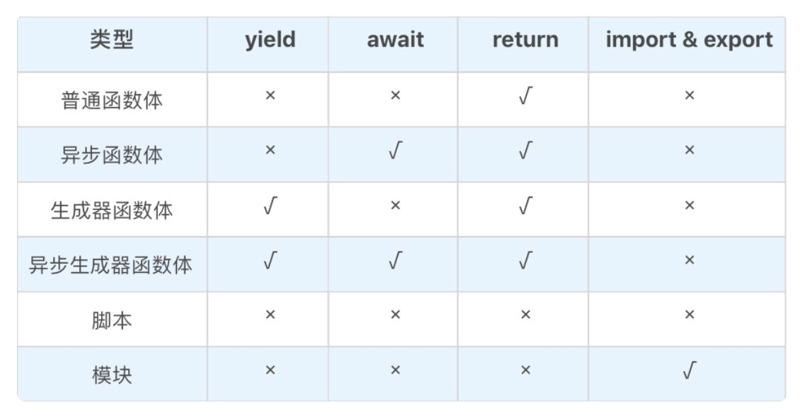 类型 yield await return import & export
普通函数体 × × √ ×
异步函数体 × √ √ ×
生成器函数体 √ × √ ×
异步生成器函数体 √ √ √ ×
脚本 × × × ×
模块 × × × √